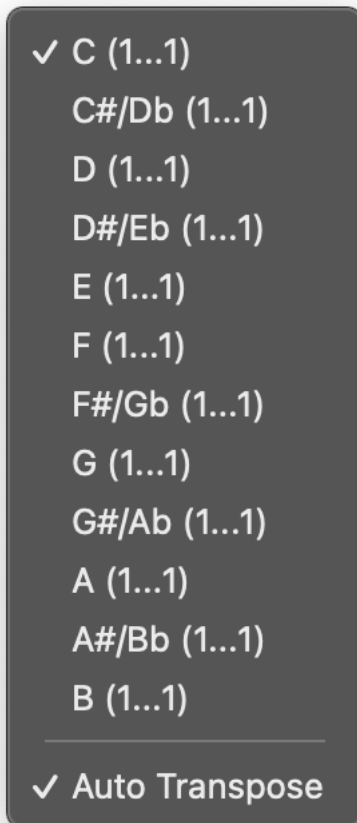 ✓ C (1...1)
C#/Db (1...1)
D (1...1)
D#/Eb (1...1)
E (1...1)
F (1...1)
F#/Gb (1...1)
G (1...1)
G#/Ab (1...1)
A (1...1)
A#/Bb (1...1)
B (1...1)
✓ Auto Transpose